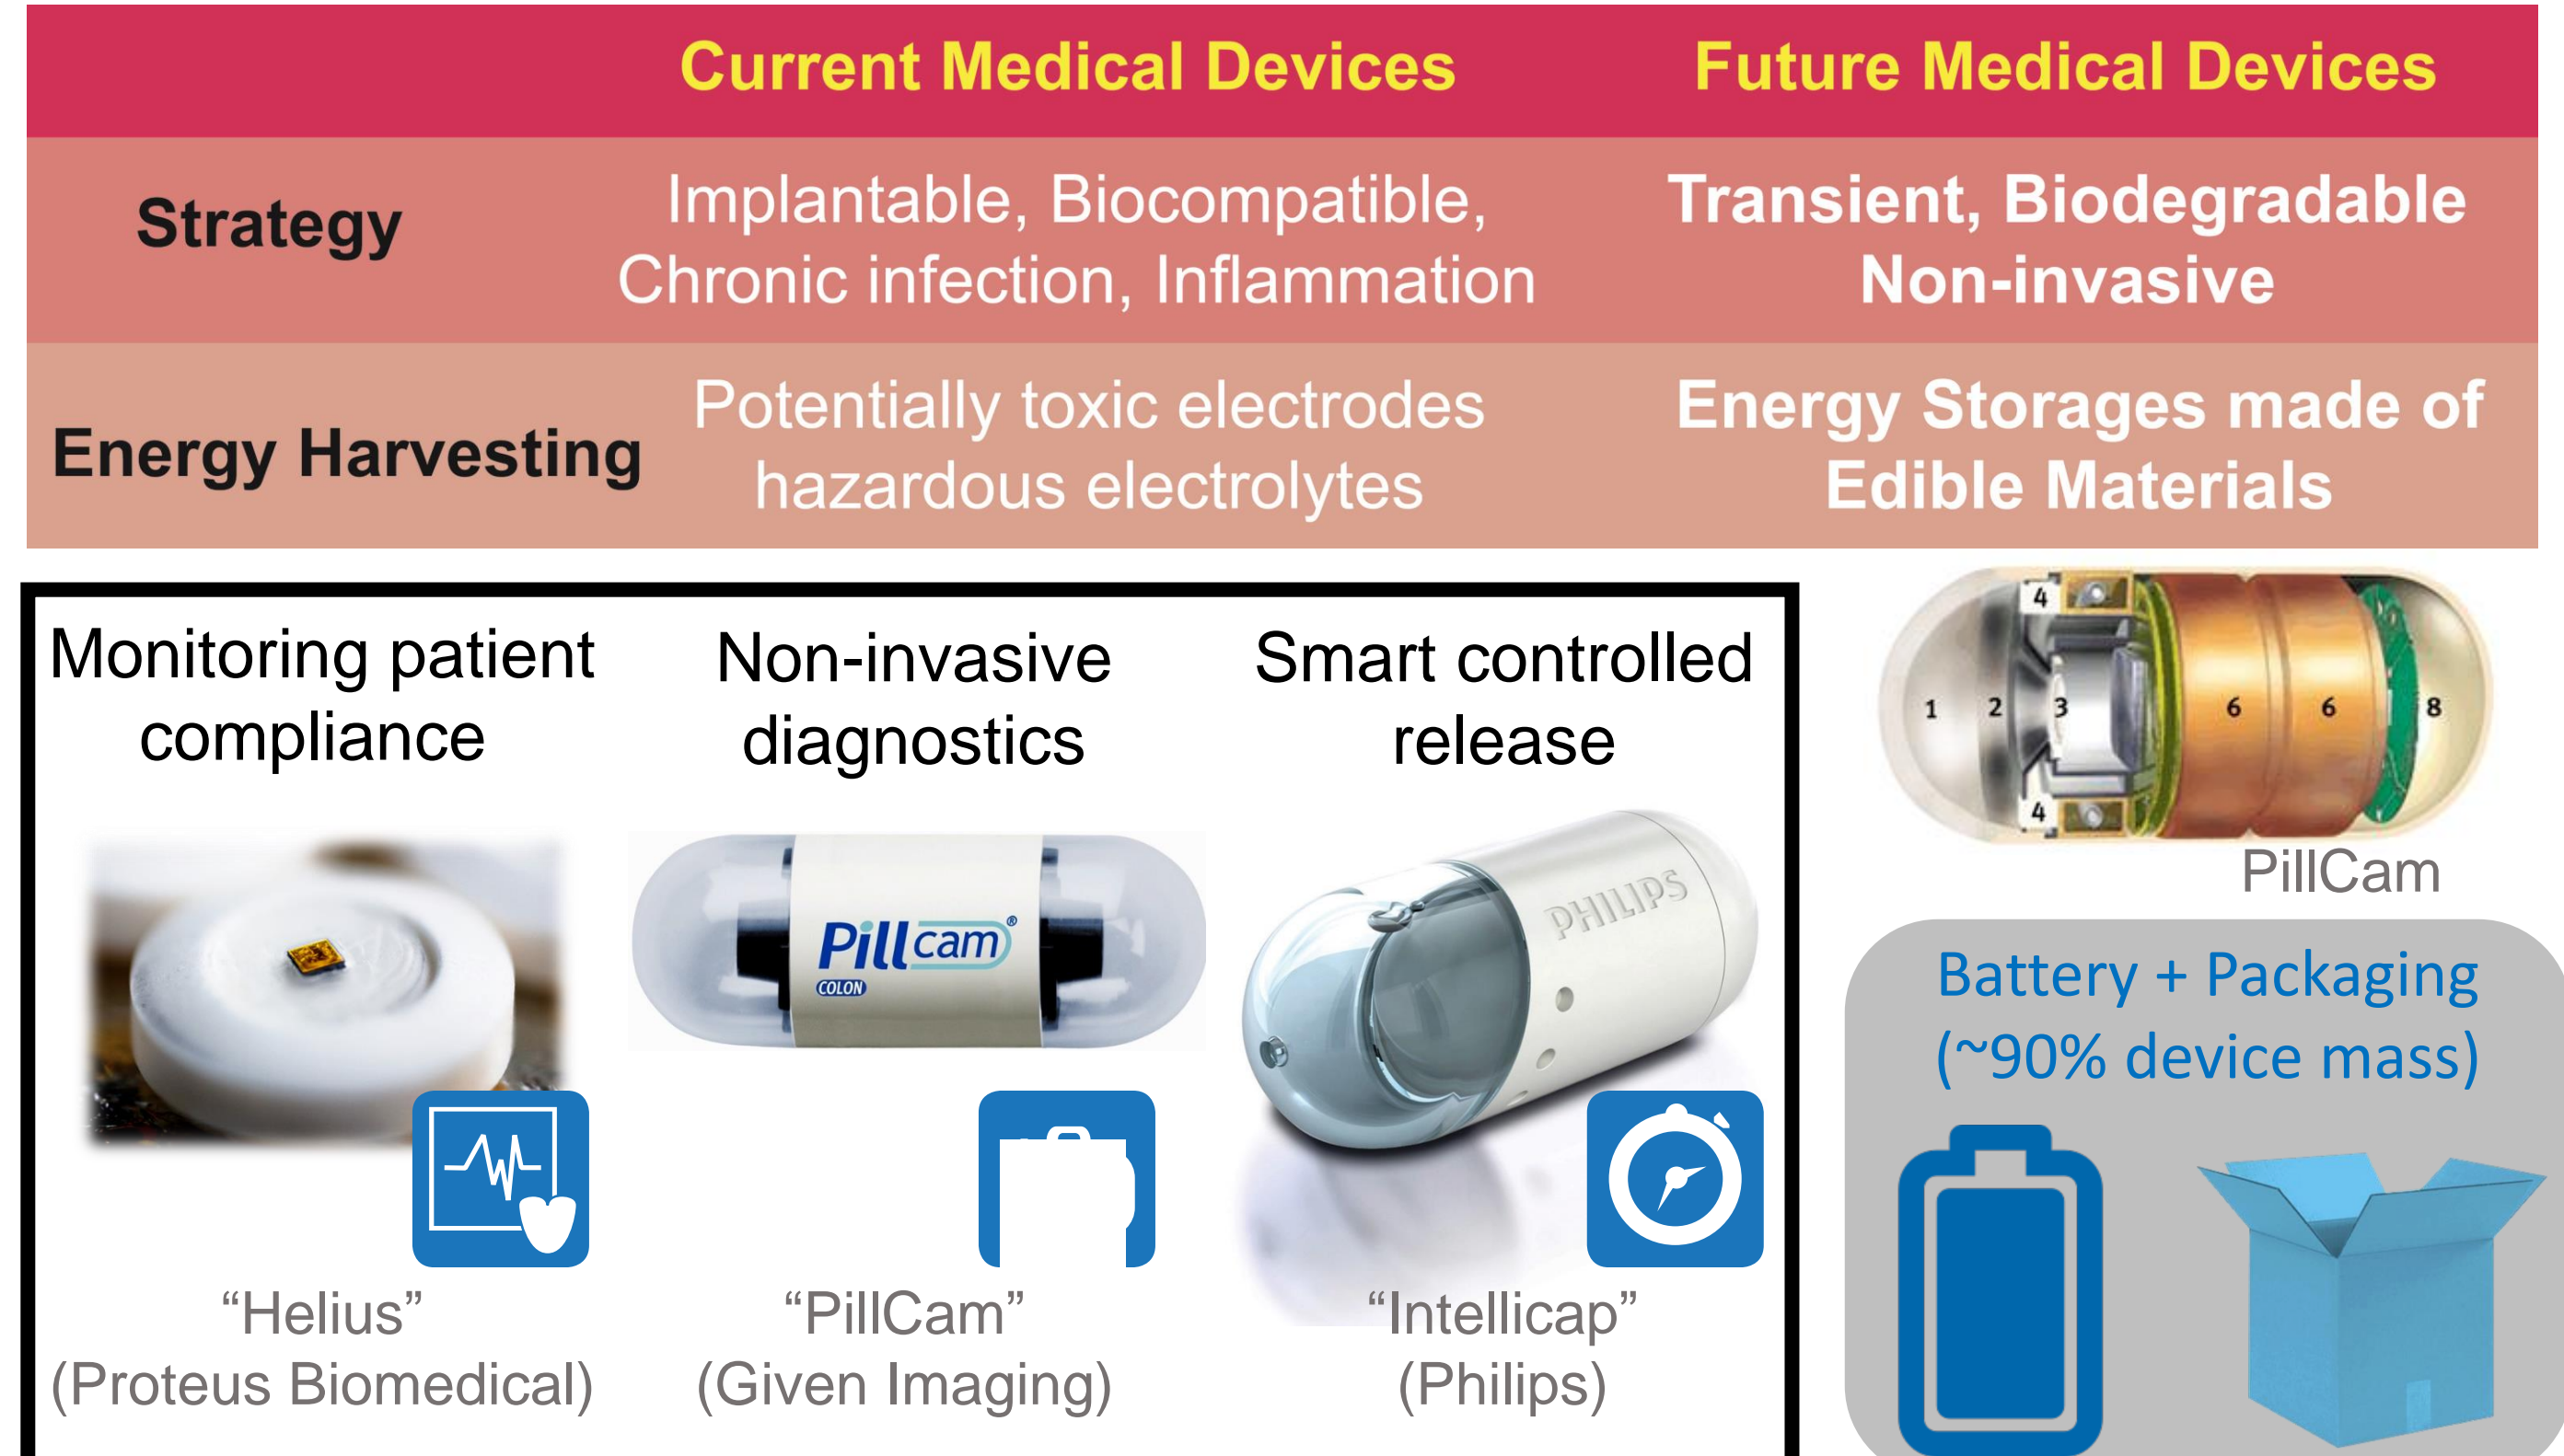 Current Medical Devices
Future Medical Devices
Strategy
Implantable, Biocompatible,
Chronic infection, Inflammation
Transient, Biodegradable
Non-invasive
Energy Harvesting
Potentially toxic electrodes
hazardous electrolytes
Energy Storages made of
Edible Materials
Monitoring patient
compliance
Non-invasive
diagnostics
Smart controlled
release
Pillcam®
COLON
PHILIPS
"Helius"
(Proteus Biomedical)
“PillCam”
(Given Imaging)
“Intellicap”
(Philips)
4
1 2 3 6 6 8
4
PillCam
Battery + Packaging
(~90% device mass)